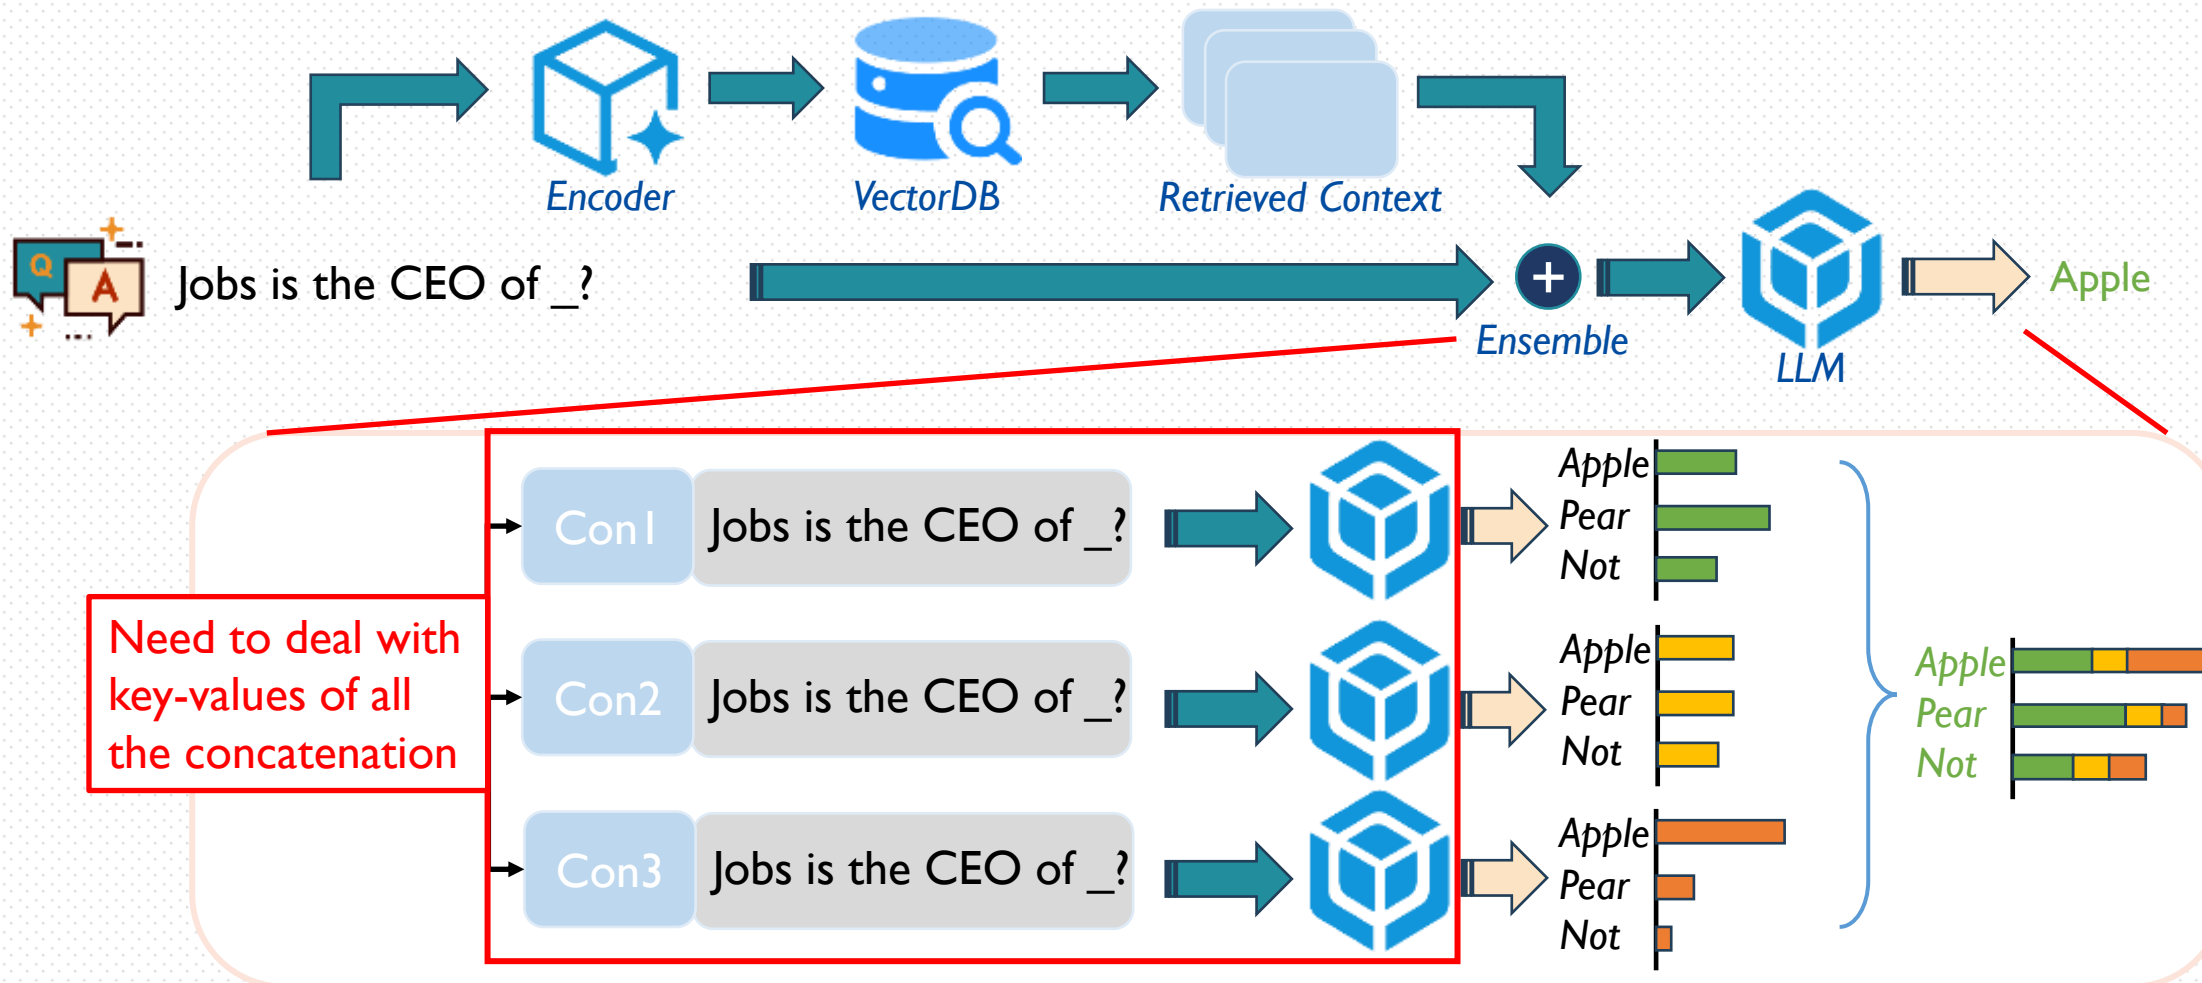 Encoder
VectorDB
Retrieved Context
Q
A
Jobs is the CEO of _?
+
Ensemble
LLM
Apple
Need to deal with
key-values of all
the concatenation
Con1
Jobs is the CEO of _?
Apple
Pear
Not
Con2
Jobs is the CEO of _?
Apple
Pear
Not
Con3
Jobs is the CEO of _?
Apple
Pear
Not
Apple
Pear
Not